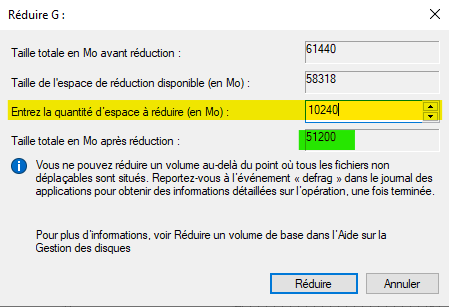 Réduire G :
Taille totale en Mo avant réduction :
61440
Taille de l'espace de réduction disponible (en Mo) :
58318
Entrez la quantité d'espace à réduire (en Mo) :
10240
Taille totale en Mo après réduction :
51200
Vous ne pouvez réduire un volume au-delà du point où tous les fichiers non
déplaçables sont situés. Reportez-vous à l'événement « defrag » dans le journal des
applications pour obtenir des informations détaillées sur l'opération, une fois terminée.
Pour plus d'informations, voir Réduire un volume de base dans l'Aide sur la
Gestion des disques
Réduire
Annuler